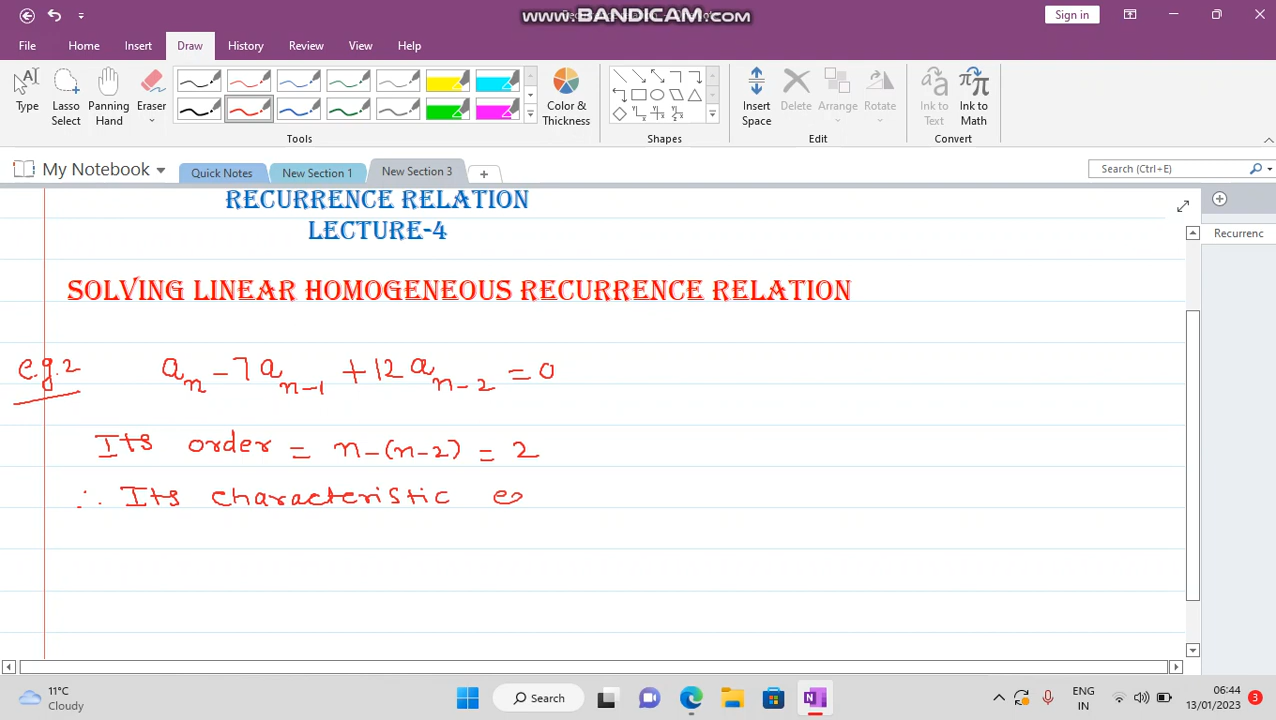 www.BANDICAM.com
Sign in
File Home Insert Draw History Review View Help
Type Lasso Select Panning Hand Eraser Color & Thickness Insert Space Delete Arrange Rotate Ink to Text Ink to Math
Tools Shapes Edit Convert
My Notebook Quick Notes New Section 1 New Section 3 Search (Ctrl+E)
RECURRENCE RELATION
Recurrenc
LECTURE-4
SOLVING LINEAR HOMOGENEOUS RECURRENCE RELATION
e.g.2 a_n - 7a_{n-1} + 12a_{n-2} = 0
Its order = n-(n-2) = 2
∴ Its characteristic
11°C
Cloudy
Search
ENG
IN
06:44
13/01/2023
3